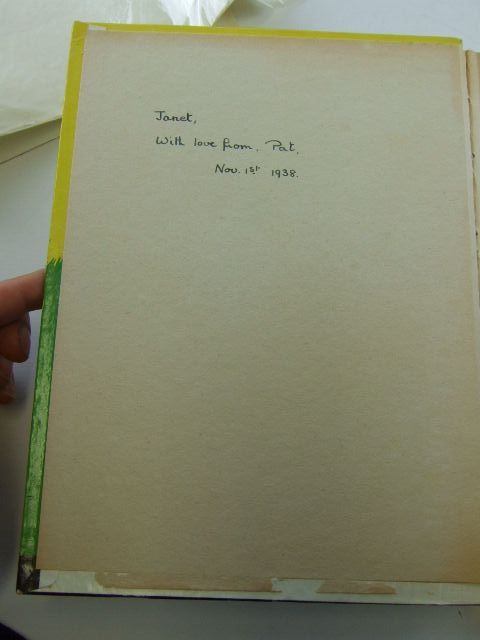 Janet,
With love from. Pat,
Nov. 1st 1938.